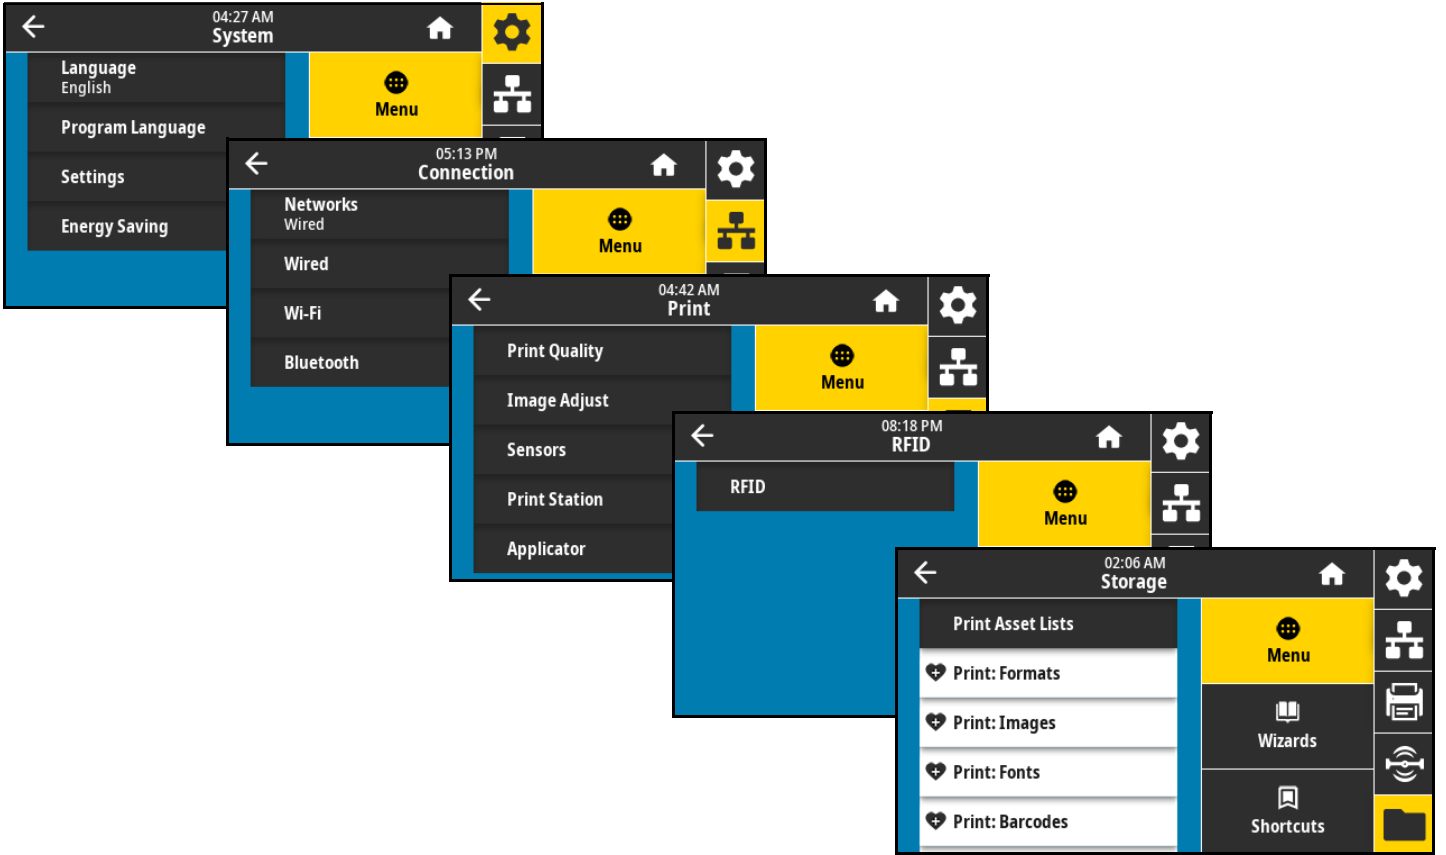 04:27 AM
System
Language
English
Program Language
Settings
Energy Saving
Menu
05:13 PM
Connection
Networks
Wired
Wired
Wi-Fi
Bluetooth
Menu
04:42 AM
Print
Print Quality
Image Adjust
Sensors
Print Station
Applicator
Menu
08:18 PM
RFID
RFID
Menu
02:06 AM
Storage
Print Asset Lists
Print: Formats
Print: Images
Print: Fonts
Print: Barcodes
Menu
Wizards
Shortcuts